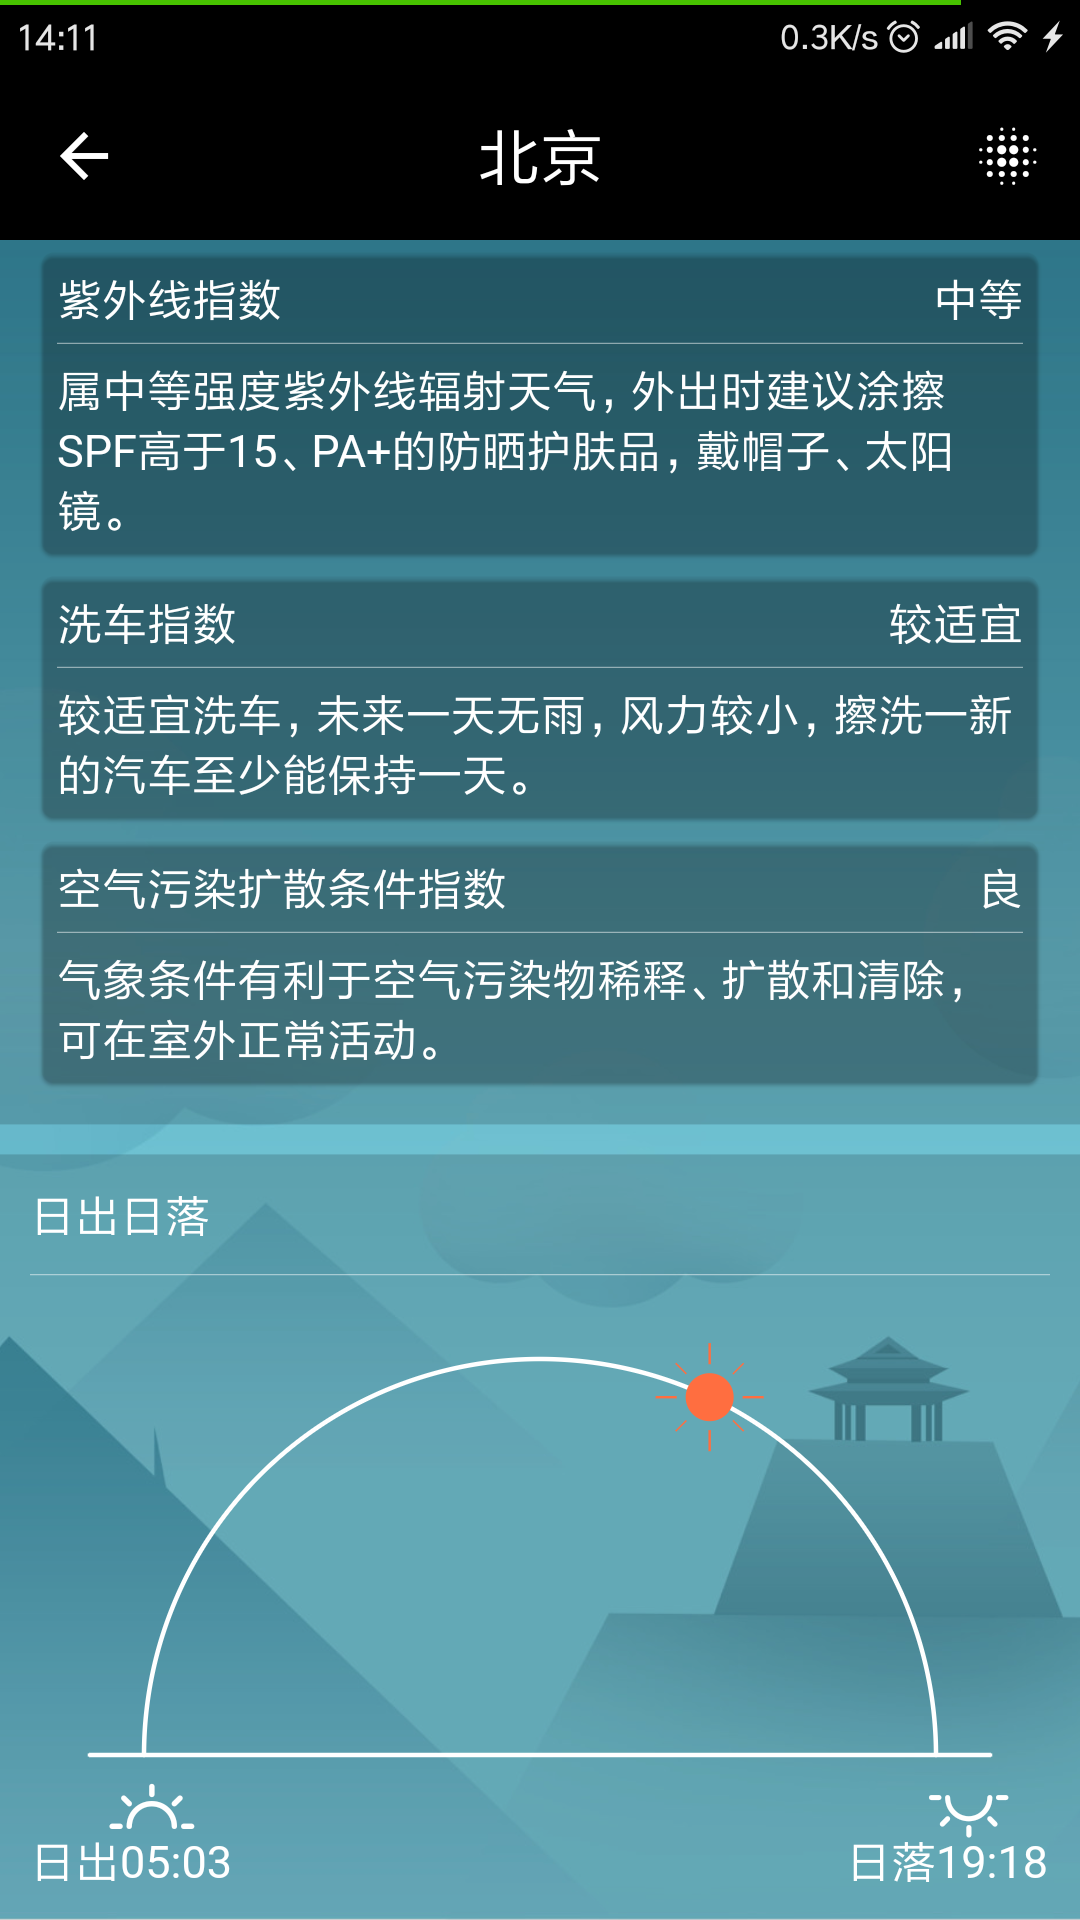 14:11 0.3K/s
北京
紫外线指数 中等
属中等强度紫外线辐射天气，外出时建议涂擦
SPF高于15、PA+的防晒护肤品，戴帽子、太阳
镜。
洗车指数 较适宜
较适宜洗车，未来一天无雨，风力较小，擦洗一新
的汽车至少能保持一天。
空气污染扩散条件指数 良
气象条件有利于空气污染物稀释、扩散和清除，
可在室外正常活动。
日出日落
日出05:03 日落19:18